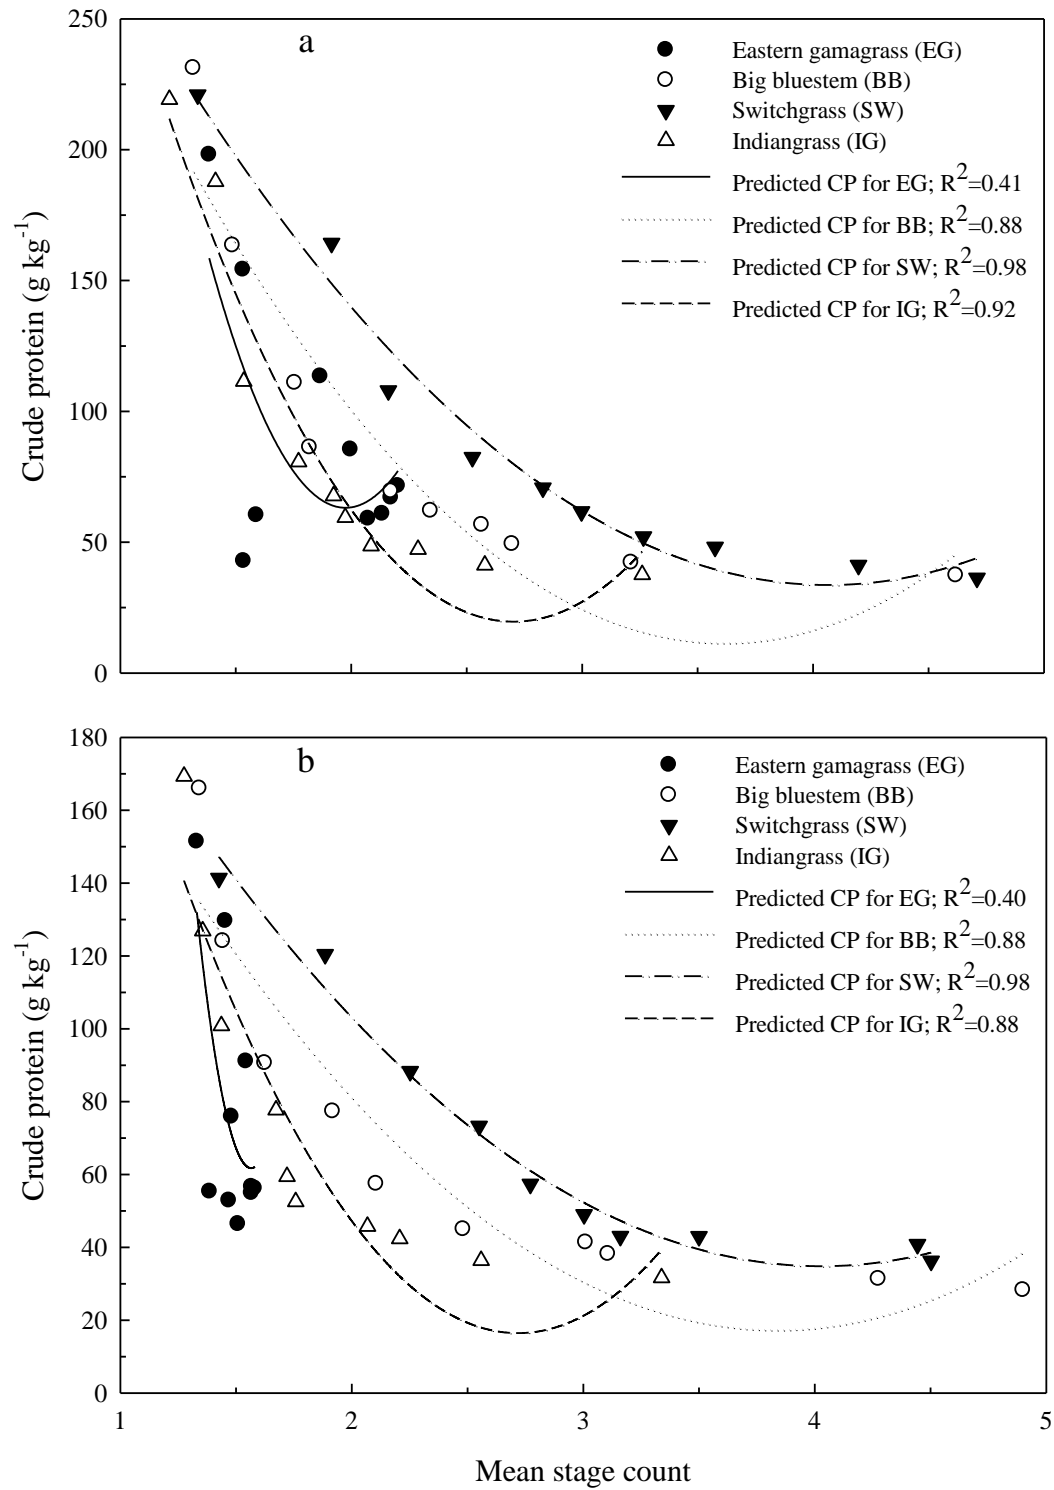 250
a
Eastern gamagrass (EG)
Big bluestem (BB)
Switchgrass (SW)
200
Indiangrass (IG)
Predicted CP for EG; R²=0.41
Predicted CP for BB; R²=0.88
150
Predicted CP for SW; R²=0.98
Predicted CP for IG; R²=0.92
100
50
0
Crude protein (g kg⁻¹)
180
b
Eastern gamagrass (EG)
Big bluestem (BB)
160
Switchgrass (SW)
Indiangrass (IG)
140
Predicted CP for EG; R²=0.40
Predicted CP for BB; R²=0.88
120
Predicted CP for SW; R²=0.98
Predicted CP for IG; R²=0.88
100
80
60
40
20
0
Crude protein (g kg⁻¹)
1 2 3 4 5
Mean stage count